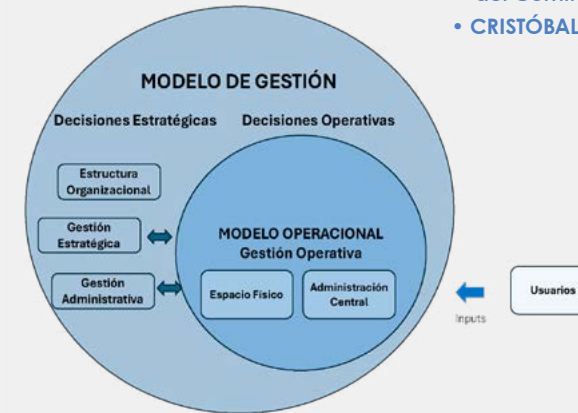 • CRISTÓBAL
MODELO DE GESTIÓN
Decisiones Estratégicas Decisiones Operativas
Estructura
Organizacional
Gestión
Estratégica
Gestión
Administrativa
MODELO OPERACIONAL
Gestión Operativa
Espacio Físico
Administración
Central
Inputs
Usuarios